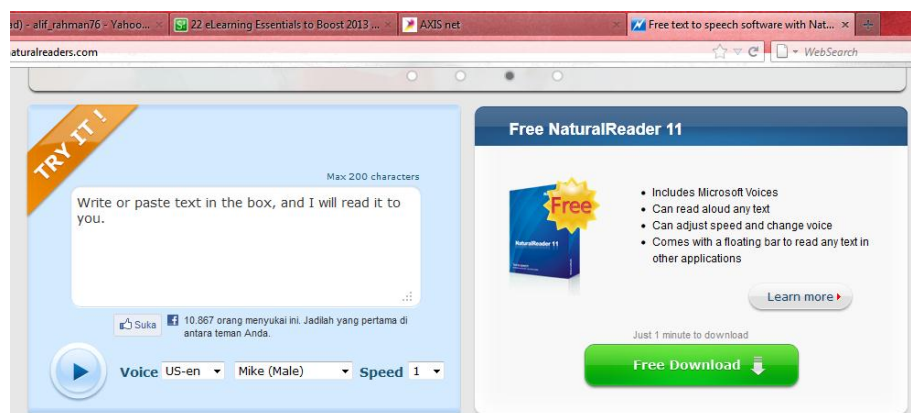 ad) - alif_rahman76 - Yahoo...
22 eLearning Essentials to Boost 2013 ...
AXIS net
Free text to speech software with Nat...
aturalreaders.com
WebSearch
TRY IT !
Max 200 characters
Write or paste text in the box, and I will read it to
you.
Suka
10.867 orang menyukai ini. Jadilah yang pertama di
antara teman Anda.
Voice US-en Mike (Male) Speed 1
Free NaturalReader 11
Free
NaturalReader 11
Includes Microsoft Voices
Can read aloud any text
Can adjust speed and change voice
Comes with a floating bar to read any text in
other applications
Learn more
Just 1 minute to download
Free Download